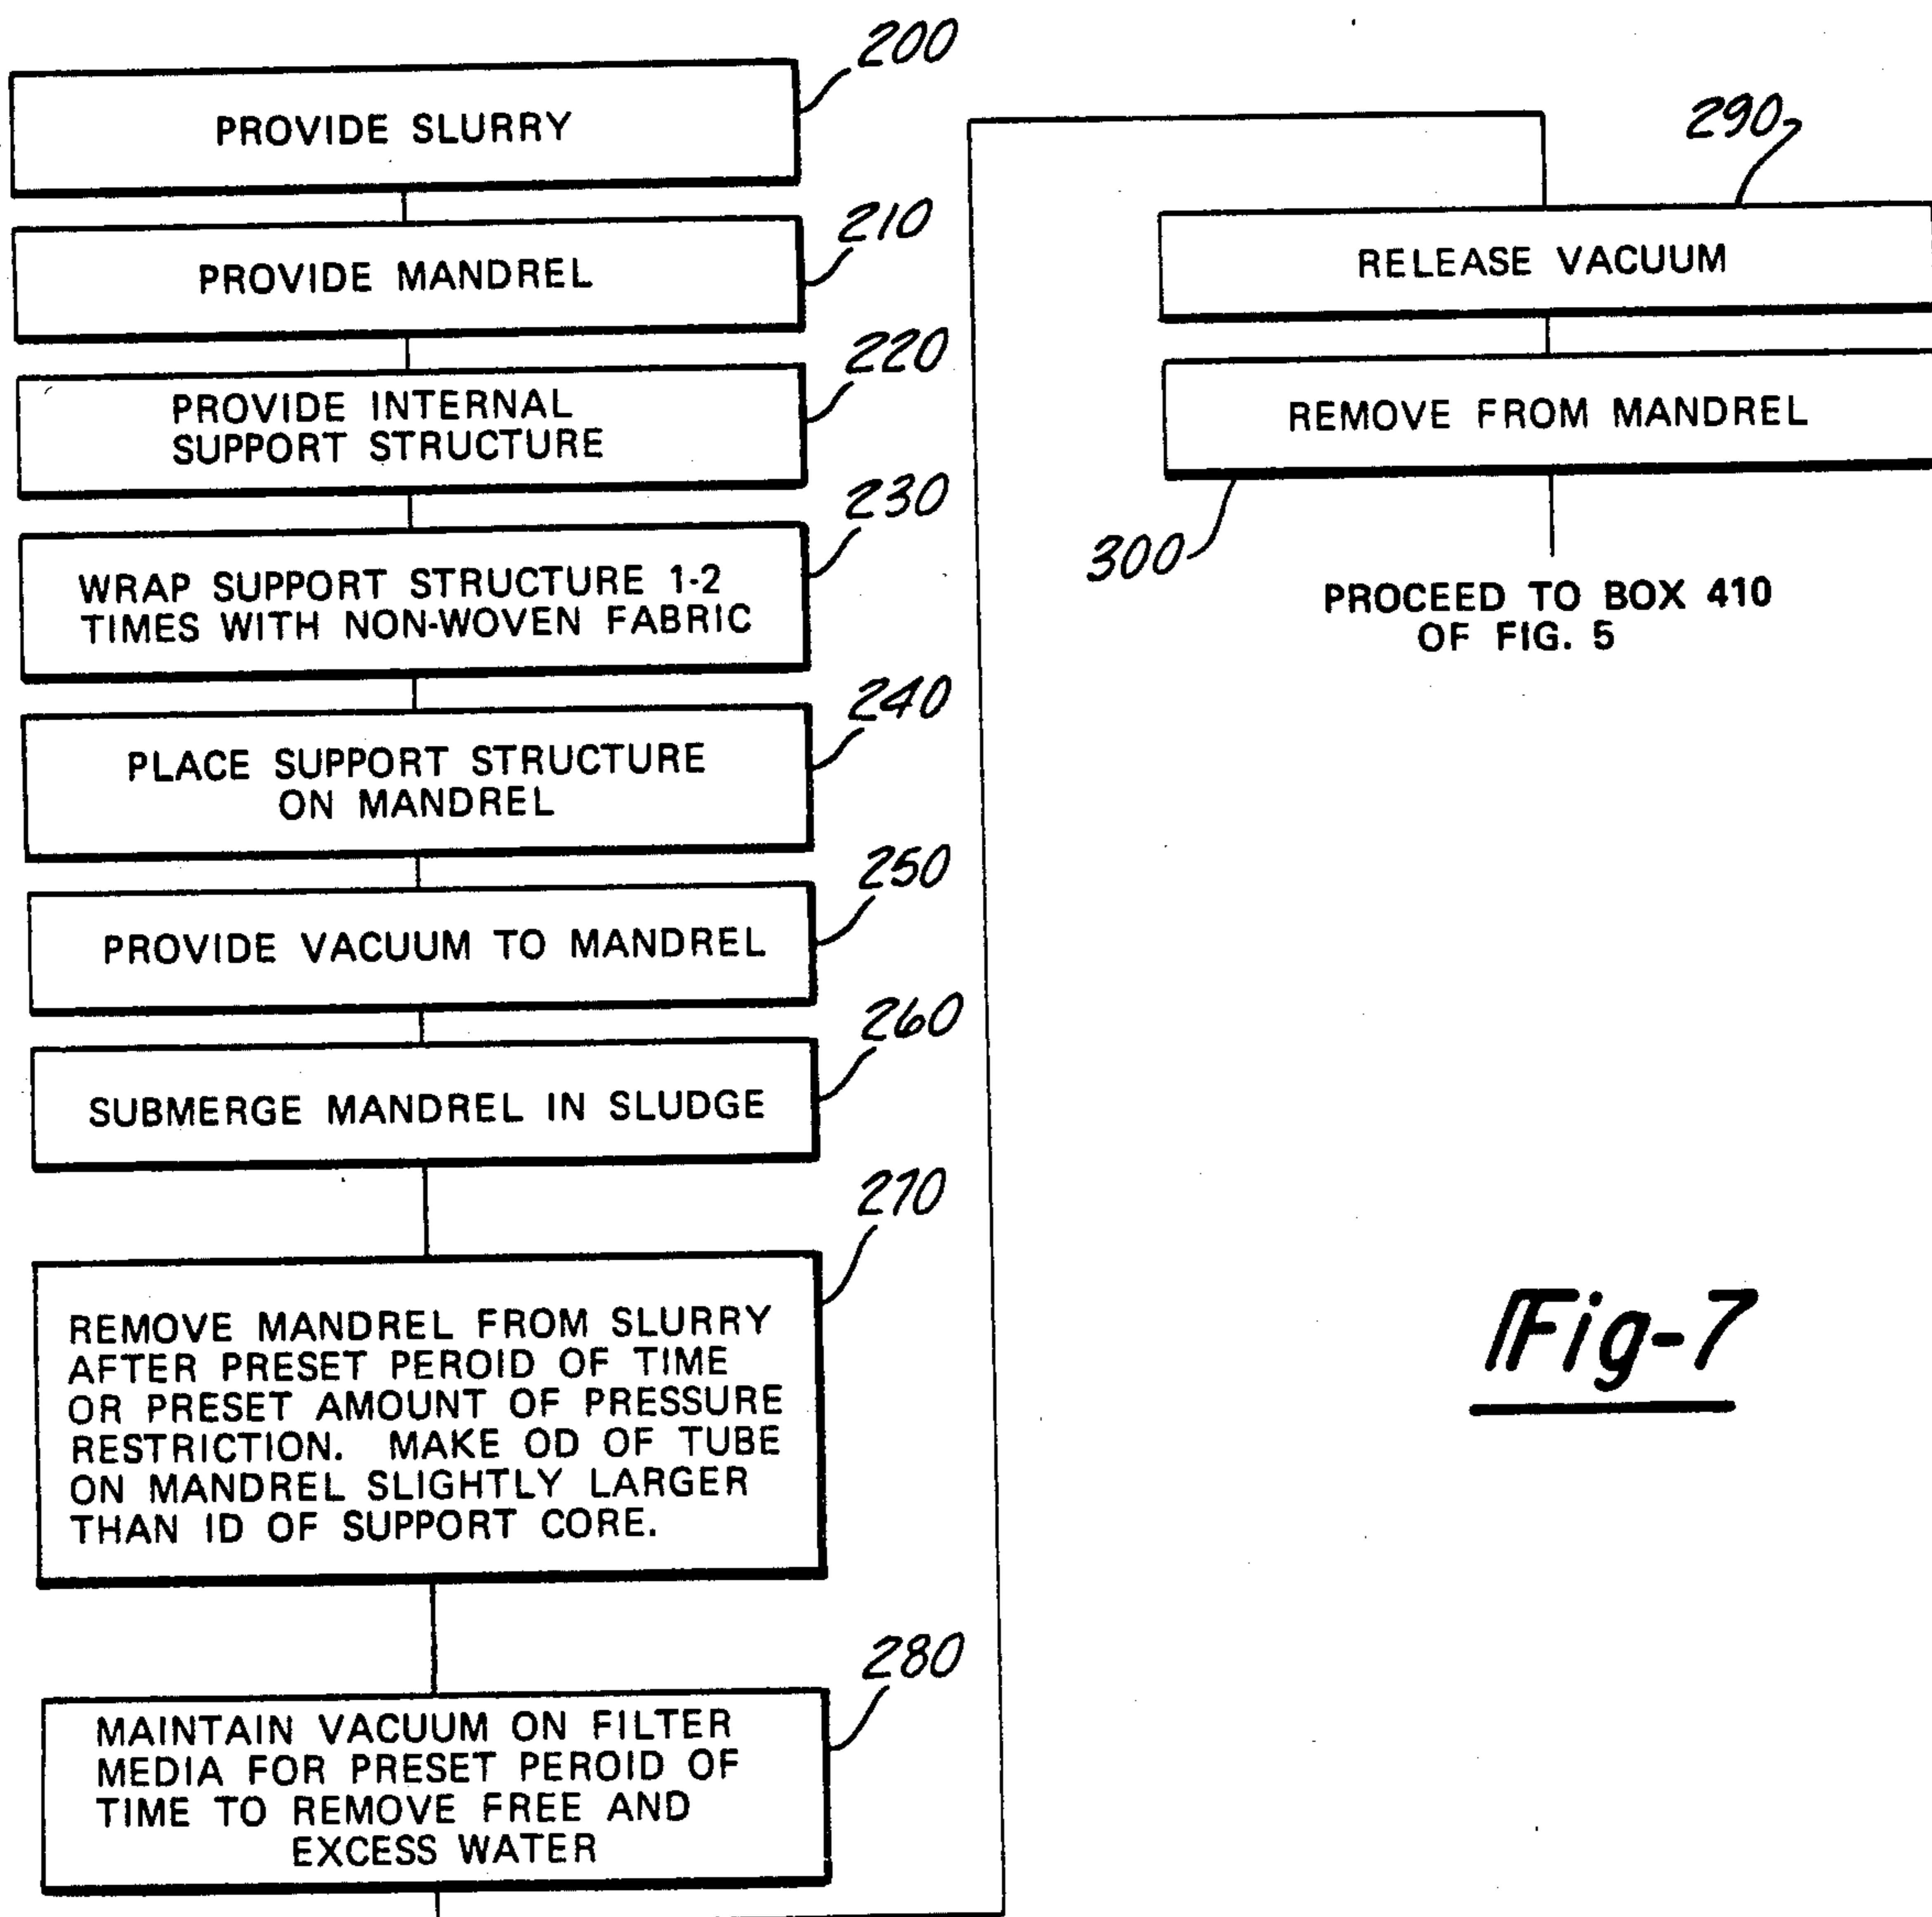 200
PROVIDE SLURRY
210
PROVIDE MANDREL
220
PROVIDE INTERNAL
SUPPORT STRUCTURE
230
WRAP SUPPORT STRUCTURE 1-2
TIMES WITH NON-WOVEN FABRIC
240
PLACE SUPPORT STRUCTURE
ON MANDREL
250
PROVIDE VACUUM TO MANDREL
260
SUBMERGE MANDREL IN SLUDGE
270
REMOVE MANDREL FROM SLURRY
AFTER PRESET PEROID OF TIME
OR PRESET AMOUNT OF PRESSURE
RESTRICTION. MAKE OD OF TUBE
ON MANDREL SLIGHTLY LARGER
THAN ID OF SUPPORT CORE.
280
MAINTAIN VACUUM ON FILTER
MEDIA FOR PRESET PEROID OF
TIME TO REMOVE FREE AND
EXCESS WATER
290
RELEASE VACUUM
REMOVE FROM MANDREL
300
PROCEED TO BOX 410
OF FIG. 5
Fig-7